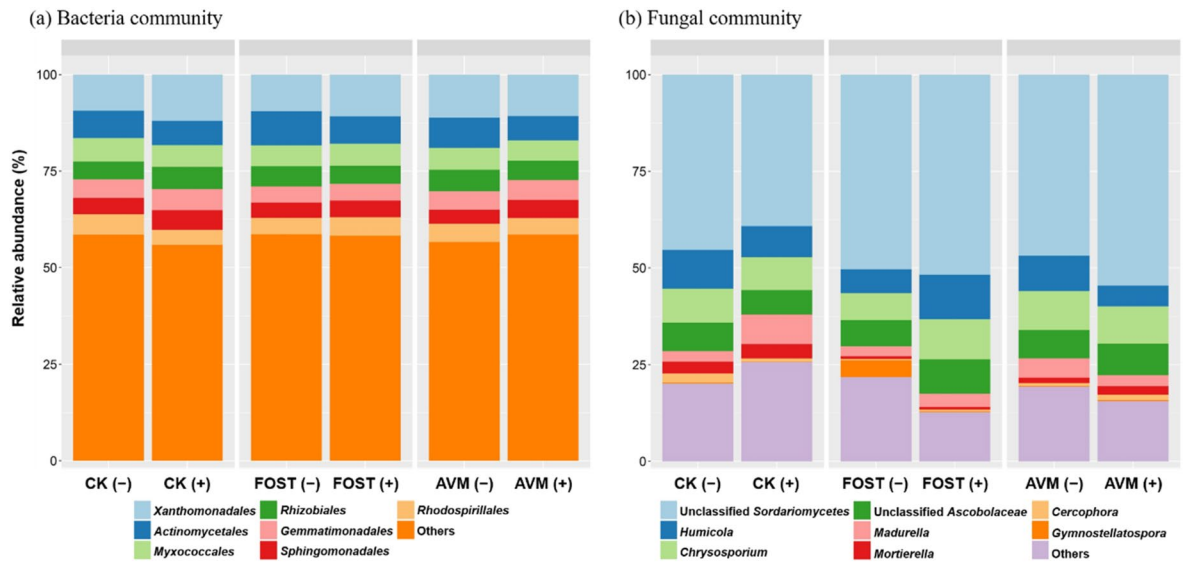 (a) Bacteria community
(b) Fungal community
Relative abundance (%)
100
75
50
25
0
CK (−) CK (+) FOST (−) FOST (+) AVM (−) AVM (+)
Xanthomonadales Rhizobiales Rhodospirillales
Actinomycetales Gemmatimonadales Others
Myxococcales Sphingomonadales
100
75
50
25
0
CK (−) CK (+) FOST (−) FOST (+) AVM (−) AVM (+)
Unclassified Sordariomycetes Unclassified Ascobolaceae Cercophora
Humicola Madurella Gymnostellatospora
Chrysosporium Mortierella Others